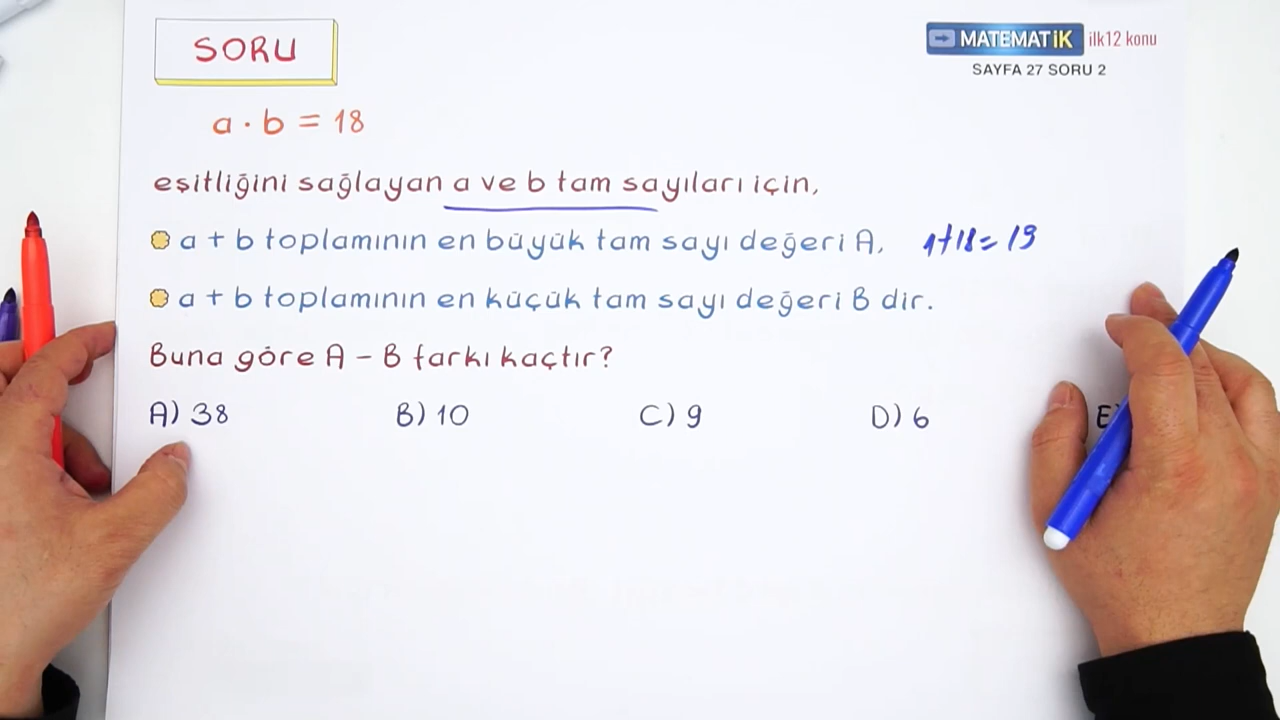 SORU
MATEMATİK ilk12 konu
SAYFA 27 SORU 2
a . b = 18
eşitliğini sağlayan a ve b tam sayıları için,
a + b toplamının en büyük tam sayı değeri A, 1+18=19
a + b toplamının en küçük tam sayı değeri B dir.
Buna göre A - B farkı kaçtır?
A) 38 B) 10 C) 9 D) 6 E)